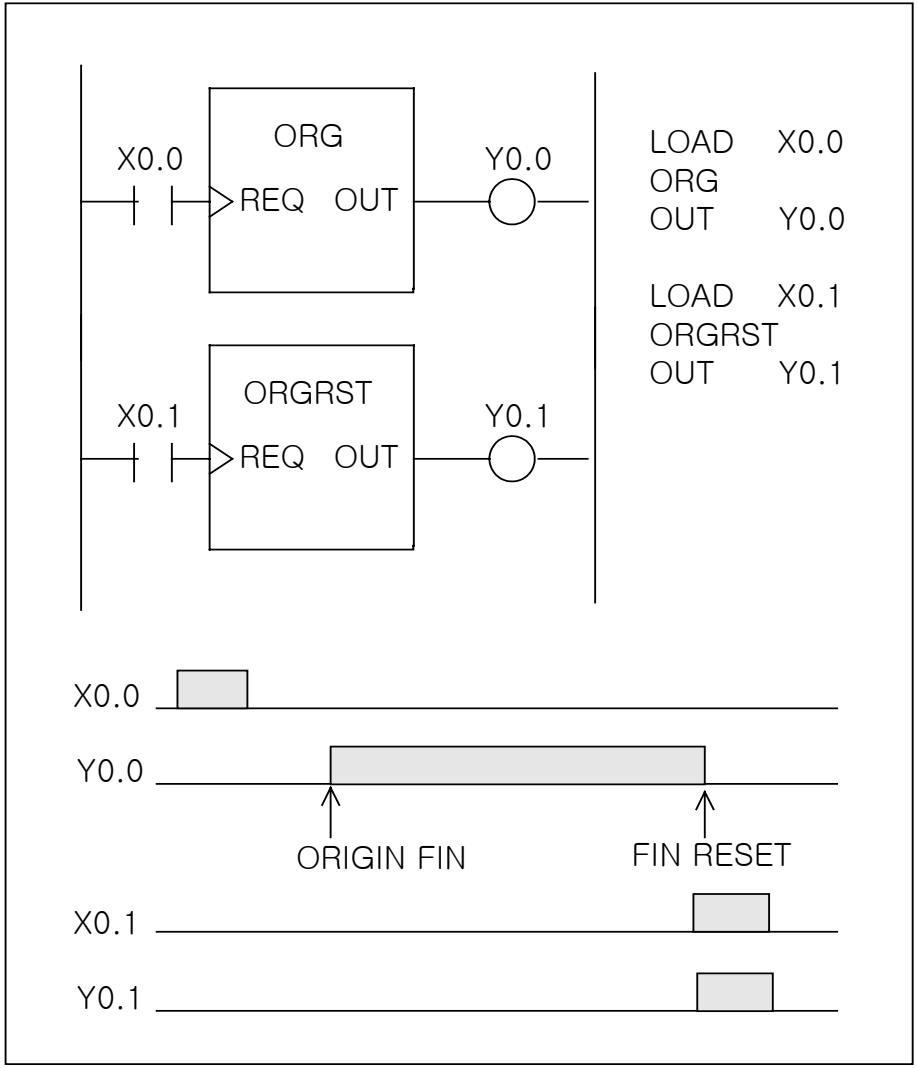 ORG
X0.0
Y0.0
REQ OUT
ORGRST
X0.1
Y0.1
REQ OUT
LOAD X0.0
ORG
OUT Y0.0
LOAD X0.1
ORGRST
OUT Y0.1
X0.0
Y0.0
ORIGIN FIN
FIN RESET
X0.1
Y0.1